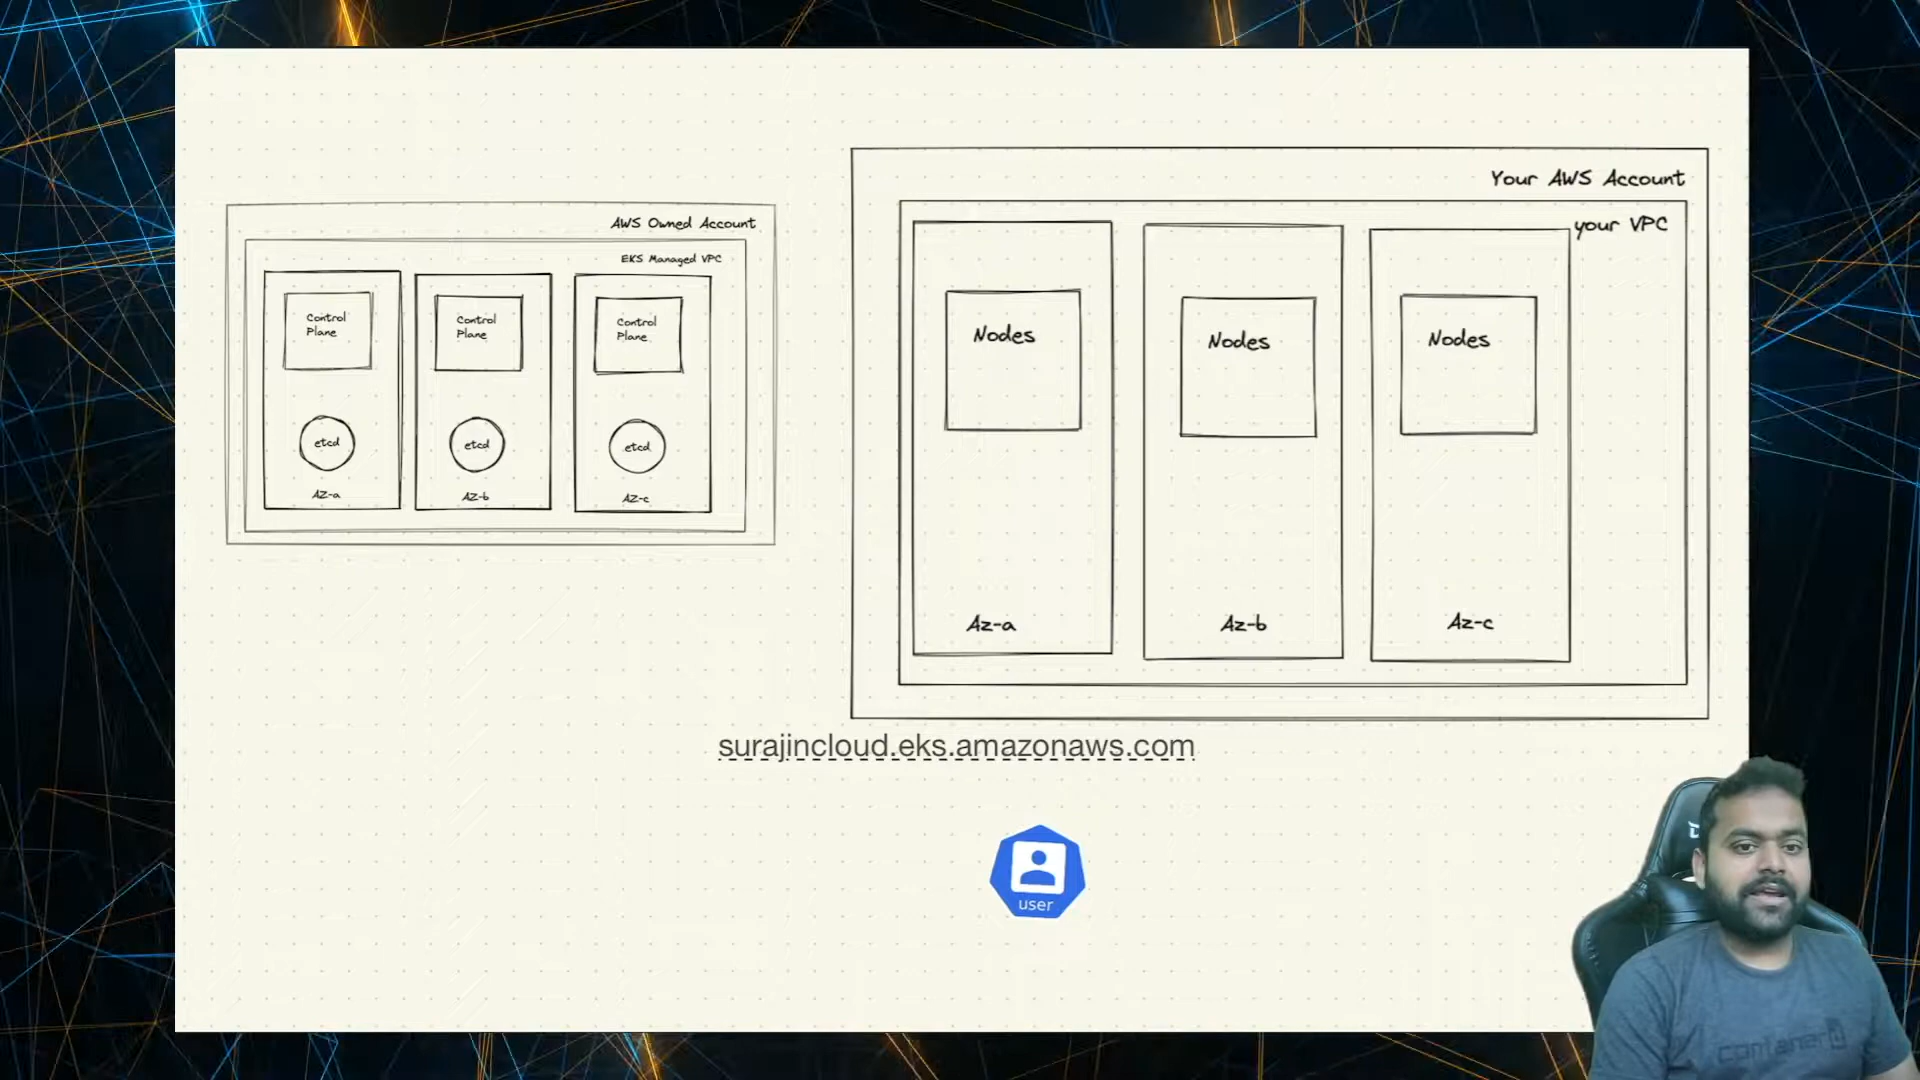 AWS Owned Account
EKS Managed VPC
Control
Plane
etcd
AZ-a
Control
Plane
etcd
AZ-b
Control
Plane
etcd
AZ-c
Your AWS Account
your VPC
Nodes
Az-a
Nodes
Az-b
Nodes
Az-c
surajincloud.eks.amazonaws.com
user
container